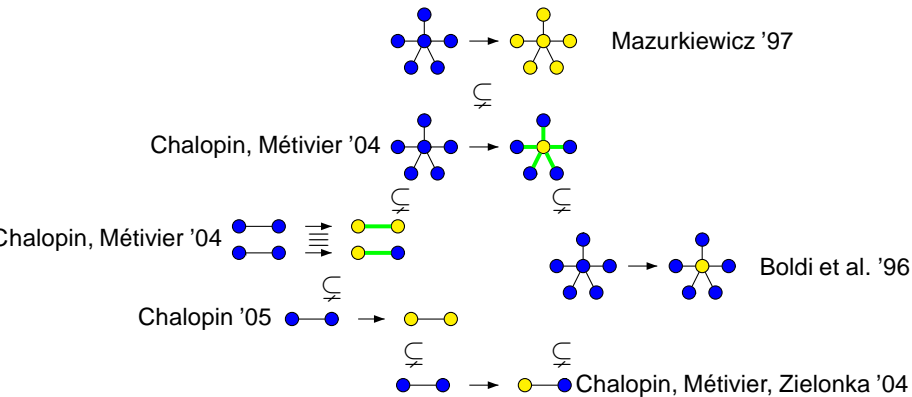 Mazurkiewicz ’97
Chalopin, Métivier ’04
Chalopin, Métivier ’04
Boldi et al. ’96
Chalopin ’05
Chalopin, Métivier, Zielonka ’04